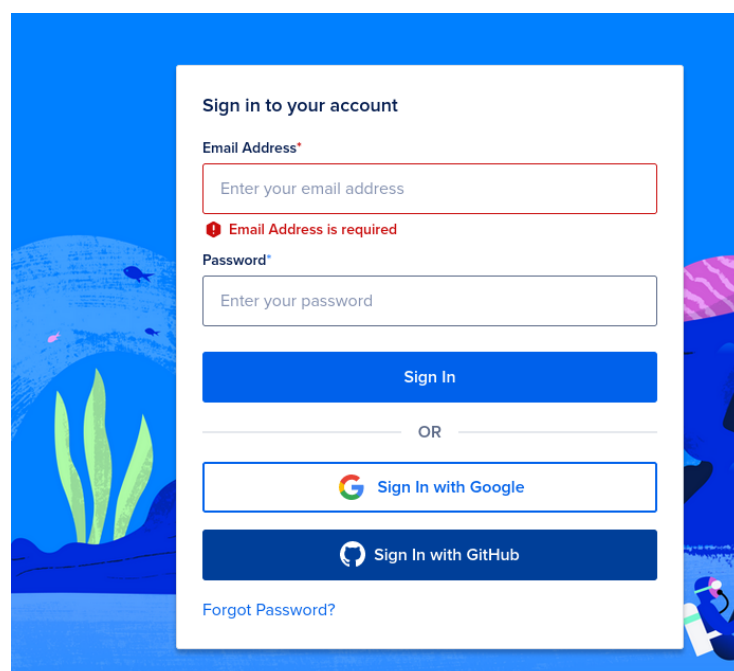 Sign in to your account
Email Address*
Enter your email address
Email Address is required
Password*
Enter your password
Sign In
OR
Sign In with Google
Sign In with GitHub
Forgot Password?